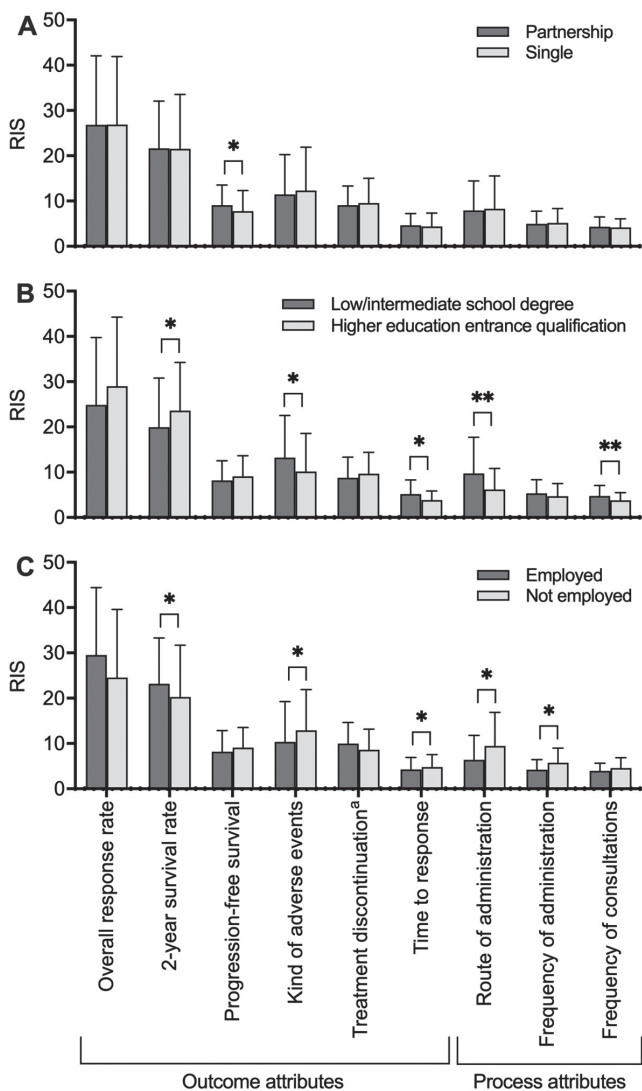 A
50
40
30
20
10
0
RIS
Partnership
Single
*
B
50
40
30
20
10
0
RIS
Low/intermediate school degree
Higher education entrance qualification
*
*
*
**
**
C
50
40
30
20
10
0
RIS
Employed
Not employed
*
*
*
*
*
Overall response rate
2-year survival rate
Progression-free survival
Kind of adverse events
Treatment discontinuationᵃ
Time to response
Route of administration
Frequency of administration
Frequency of consultations
Outcome attributes
Process attributes